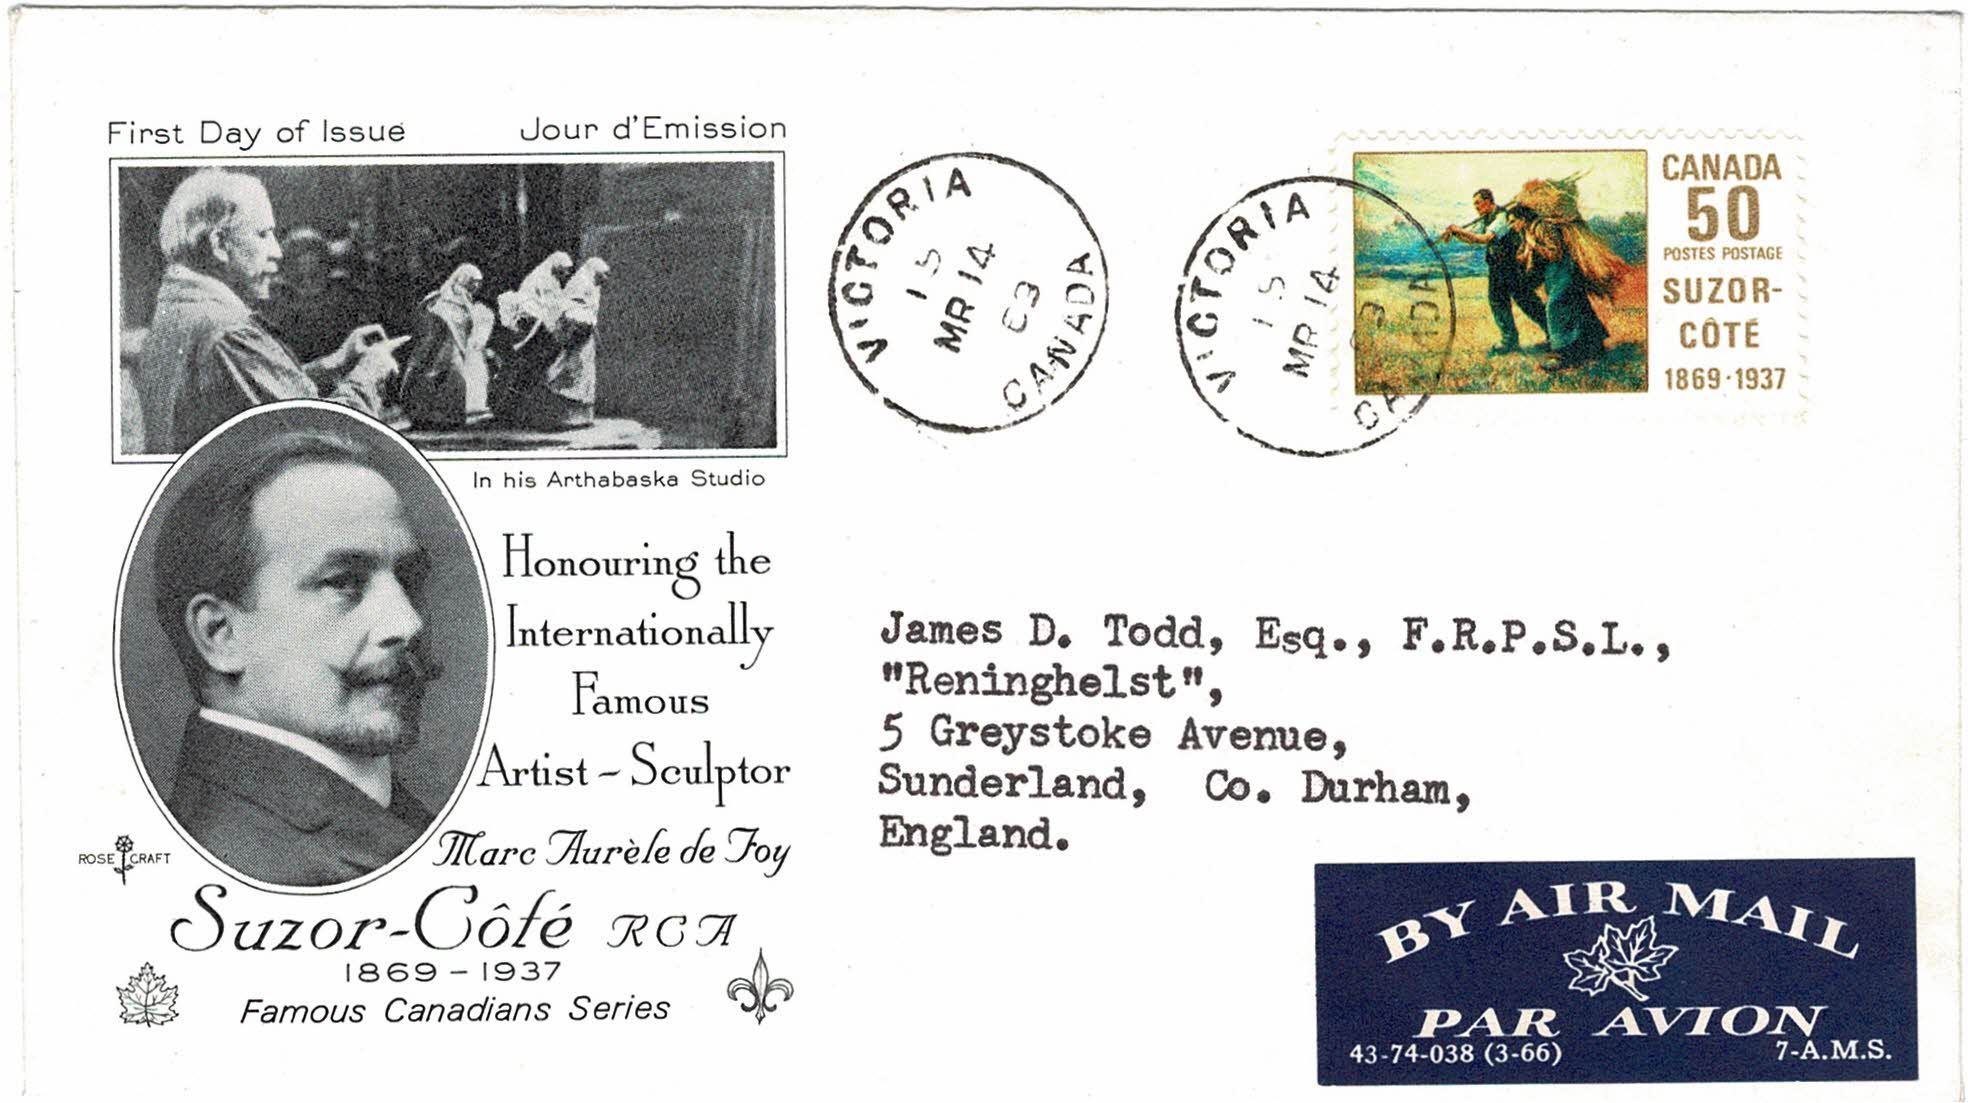 First Day of Issue Jour d'Emission
In his Arthabaska Studio
Honouring the
Internationally
Famous
Artist – Sculptor
Marc Aurèle de Foy
Suzor-Côté RCA
1869 – 1937
Famous Canadians Series
ROSE CRAFT
VICTORIA
15
MR 14
CANADA
VICTORIA
15
MR 14
CANADA
50
POSTES POSTAGE
SUZOR-
CÔTÉ
1869·1937
James D. Todd, Esq., F.R.P.S.L.,
"Reninghelst",
5 Greystoke Avenue,
Sunderland, Co. Durham,
England.
BY AIR MAIL
PAR AVION
43-74-038 (3-66) 7-A.M.S.